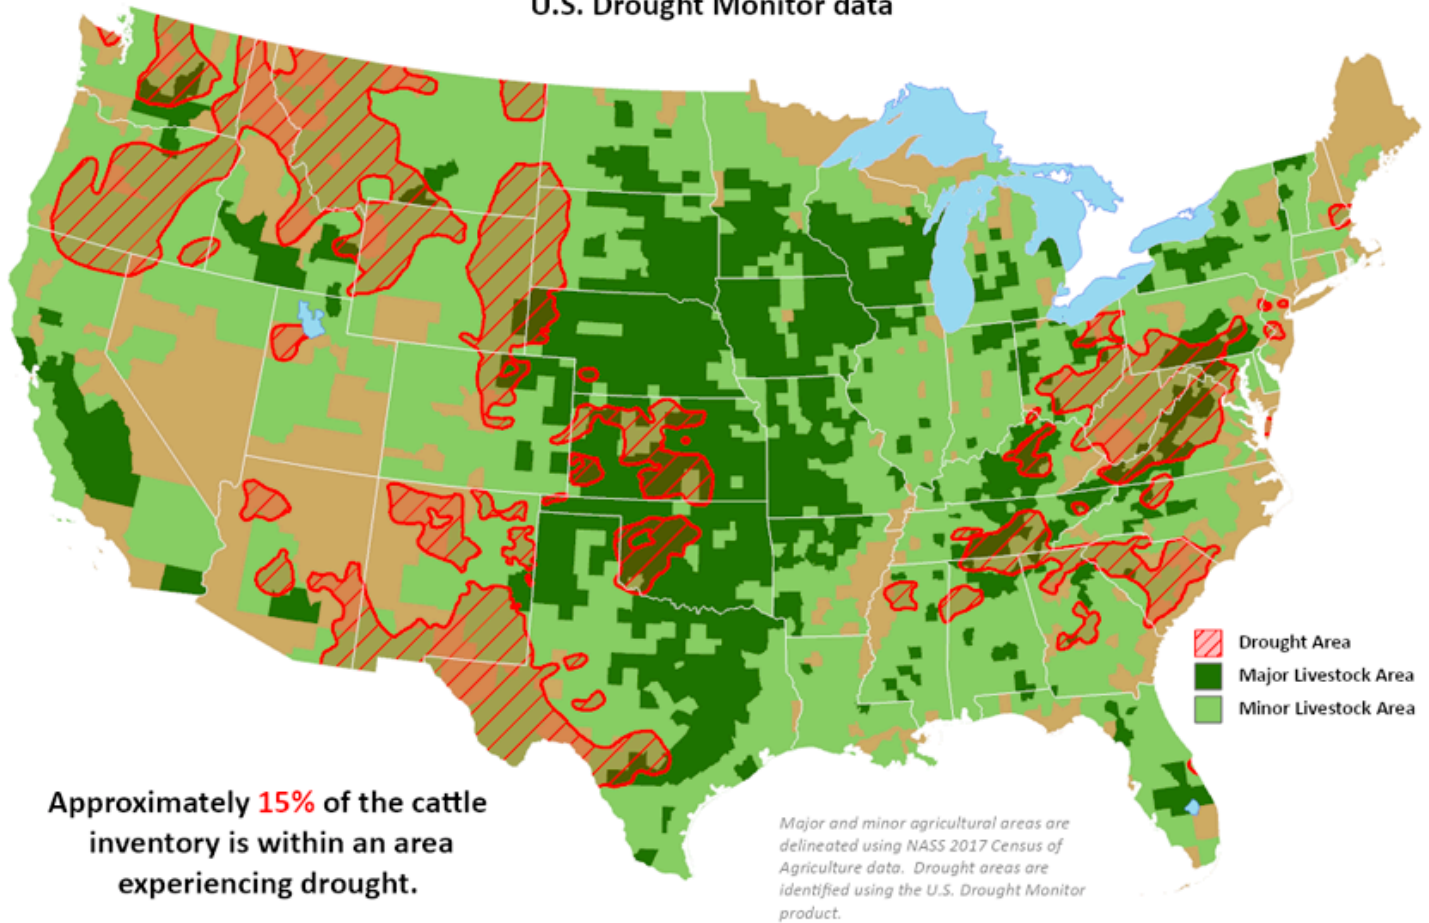 U.S. Drought Monitor data
Drought Area
Major Livestock Area
Minor Livestock Area
Approximately 15% of the cattle
inventory is within an area
experiencing drought.
Major and minor agricultural areas are
delineated using NASS 2017 Census of
Agriculture data.  Drought areas are
identified using the U.S. Drought Monitor
product.